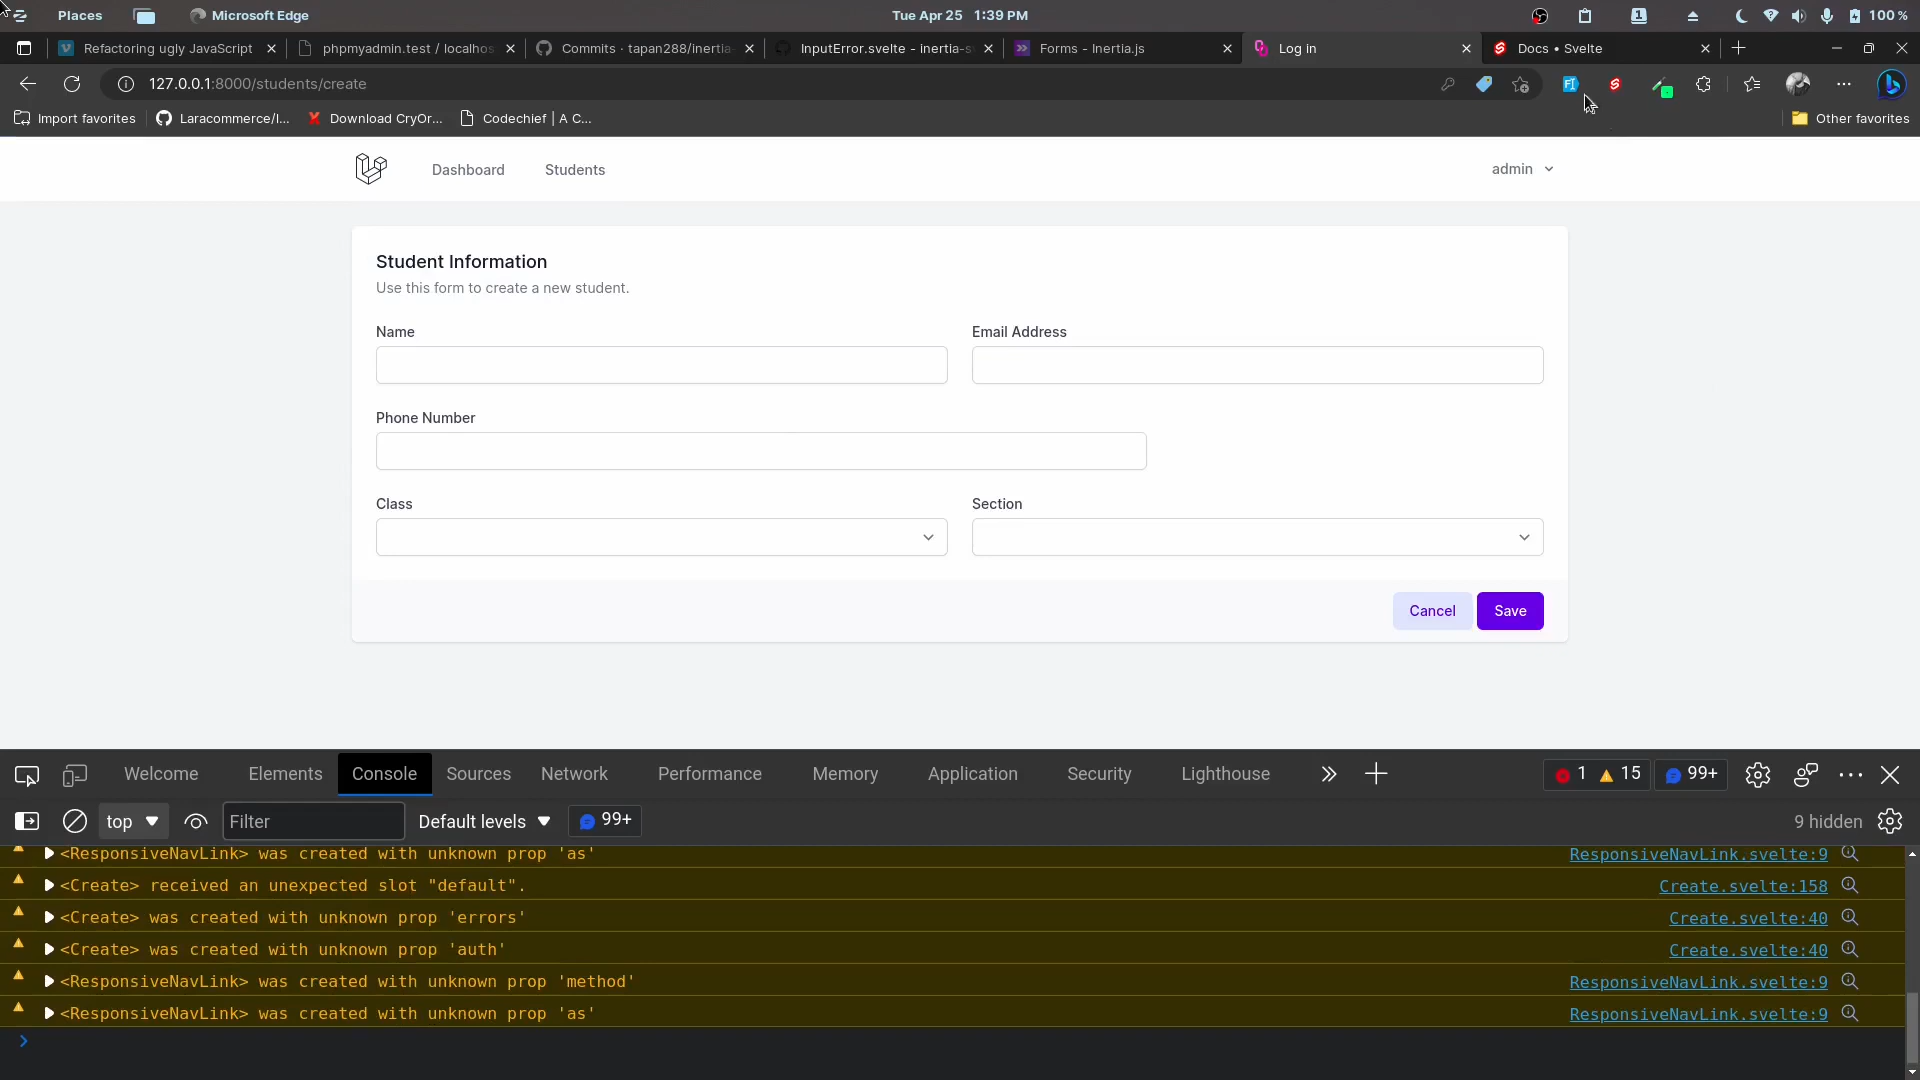 Places Microsoft Edge Tue Apr 25 1:39 PM 1 100 %
Refactoring ugly JavaScript phpmyadmin.test / localhos Commits · tapan288/inertia- InputError.svelte - inertia-s Forms - Inertia.js Log in Docs • Svelte
127.0.0.1:8000/students/create
Import favorites Laracommerce/l... Download CryOr... Codechief | A C... Other favorites
Dashboard Students admin
Student Information
Use this form to create a new student.
Name Email Address
Phone Number
Class Section
Cancel Save
Welcome Elements Console Sources Network Performance Memory Application Security Lighthouse 1 15 99+
top Filter Default levels 99+ 9 hidden
<ResponsiveNavLink> was created with unknown prop 'as' ResponsiveNavLink.svelte:9
<Create> received an unexpected slot "default". Create.svelte:158
<Create> was created with unknown prop 'errors' Create.svelte:40
<Create> was created with unknown prop 'auth' Create.svelte:40
<ResponsiveNavLink> was created with unknown prop 'method' ResponsiveNavLink.svelte:9
<ResponsiveNavLink> was created with unknown prop 'as' ResponsiveNavLink.svelte:9